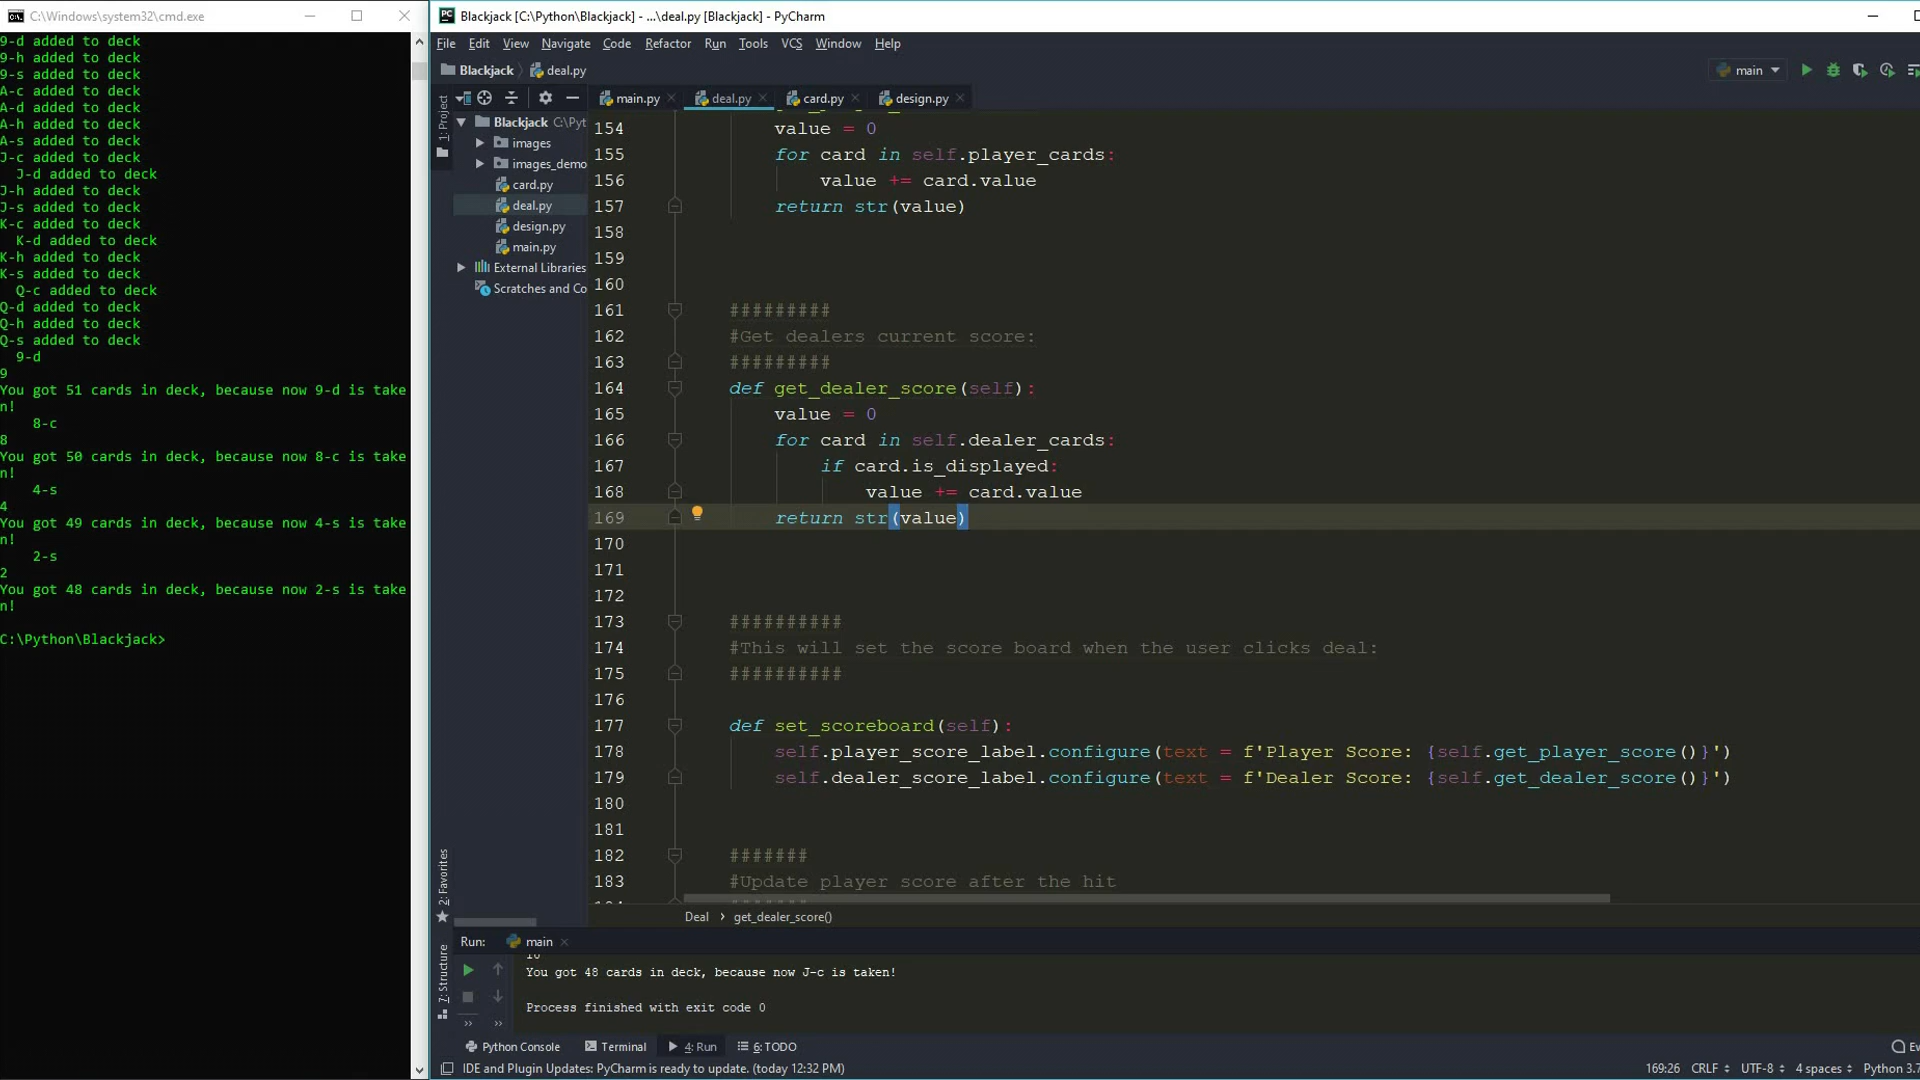 C:\Windows\system32\cmd.exe
9-d added to deck
9-h added to deck
9-s added to deck
A-c added to deck
A-d added to deck
A-h added to deck
A-s added to deck
J-c added to deck
J-d added to deck
J-h added to deck
J-s added to deck
K-c added to deck
K-d added to deck
K-h added to deck
K-s added to deck
Q-c added to deck
Q-d added to deck
Q-h added to deck
Q-s added to deck
9-d
9
You got 51 cards in deck, because now 9-d is take
n!
8-c
8
You got 50 cards in deck, because now 8-c is take
n!
4-s
4
You got 49 cards in deck, because now 4-s is take
n!
2-s
2
You got 48 cards in deck, because now 2-s is take
n!
C:\Python\Blackjack>
Blackjack [C:\Python\Blackjack] - ...\deal.py [Blackjack] - PyCharm
File Edit View Navigate Code Refactor Run Tools VCS Window Help
Blackjack deal.py
main
main.py deal.py card.py design.py
1: Project
Blackjack C:\Pyt
images
images_demo
card.py
deal.py
design.py
main.py
External Libraries
Scratches and Co
154 value = 0
155 for card in self.player_cards:
156 value += card.value
157 return str(value)
158
159
160
161 #########
162 #Get dealers current score:
163 #########
164 def get_dealer_score(self):
165 value = 0
166 for card in self.dealer_cards:
167 if card.is_displayed:
168 value += card.value
169 return str(value)
170
171
172
173 ##########
174 #This will set the score board when the user clicks deal:
175 ##########
176
177 def set_scoreboard(self):
178 self.player_score_label.configure(text = f'Player Score: {self.get_player_score()}')
179 self.dealer_score_label.configure(text = f'Dealer Score: {self.get_dealer_score()}')
180
181
182 #######
183 #Update player score after the hit
Deal › get_dealer_score()
2: Favorites
7: Structure
Run: main
You got 48 cards in deck, because now J-c is taken!
Process finished with exit code 0
Python Console Terminal 4: Run 6: TODO
Ev
IDE and Plugin Updates: PyCharm is ready to update. (today 12:32 PM)
169:26 CRLF UTF-8 4 spaces Python 3.7